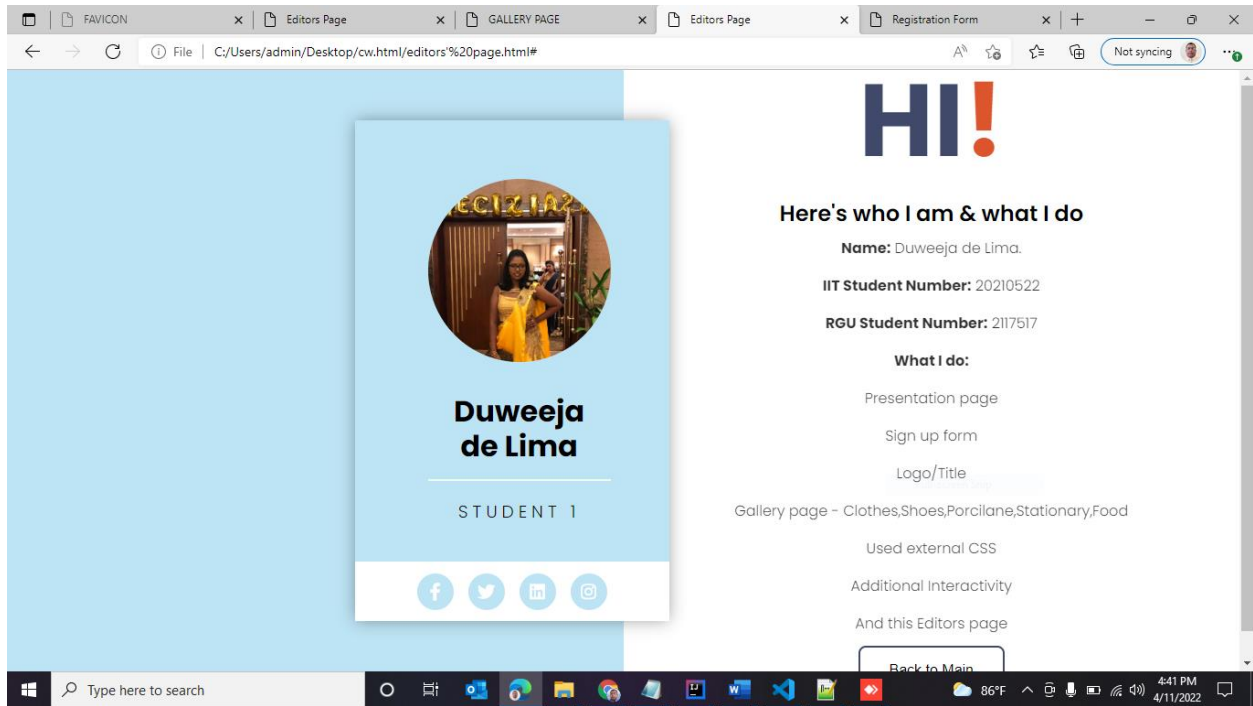 FAVICON
Editors Page
GALLERY PAGE
Editors Page
Registration Form
File
C:/Users/admin/Desktop/cw.html/editors'%20page.html#
Not syncing
HI!
Here's who I am & what I do
Name: Duweeja de Lima.
IIT Student Number: 20210522
RGU Student Number: 2117517
What I do:
Presentation page
Sign up form
Logo/Title
Gallery page - Clothes,Shoes,Porcilane,Stationary,Food
Used external CSS
Additional Interactivity
And this Editors page
Back to Main
Duweeja
de Lima
STUDENT 1
Type here to search
86°F
4:41 PM
4/11/2022